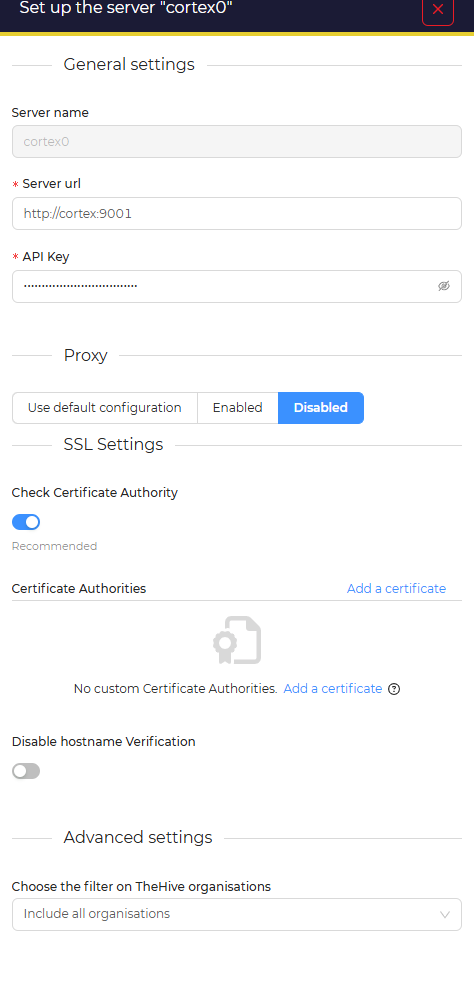 Set up the server "cortex0"
General settings
Server name
cortex0
* Server url
http://cortex:9001
* API Key
Proxy
Use default configuration Enabled Disabled
SSL Settings
Check Certificate Authority
Recommended
Certificate Authorities Add a certificate
No custom Certificate Authorities. Add a certificate
Disable hostname Verification
Advanced settings
Choose the filter on TheHive organisations
Include all organisations